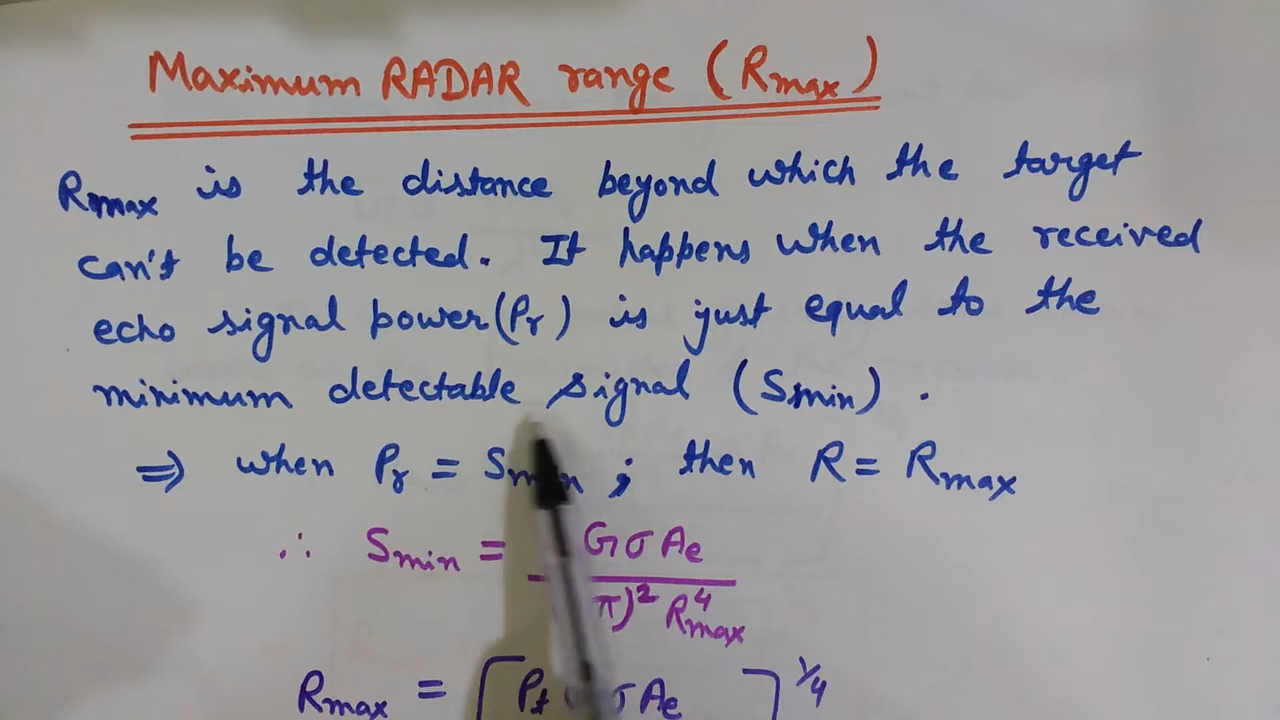 Maximum RADAR range (Rmax)
Rmax is the distance beyond which the target
can't be detected. It happens when the received
echo signal power(Pr) is just equal to the
minimum detectable signal (Smin).
⇒ when Pr = Smin ; then R = Rmax
∴ Smin = GσAe
π)² R⁴max
Rmax = [Pt σAe ]^1/4